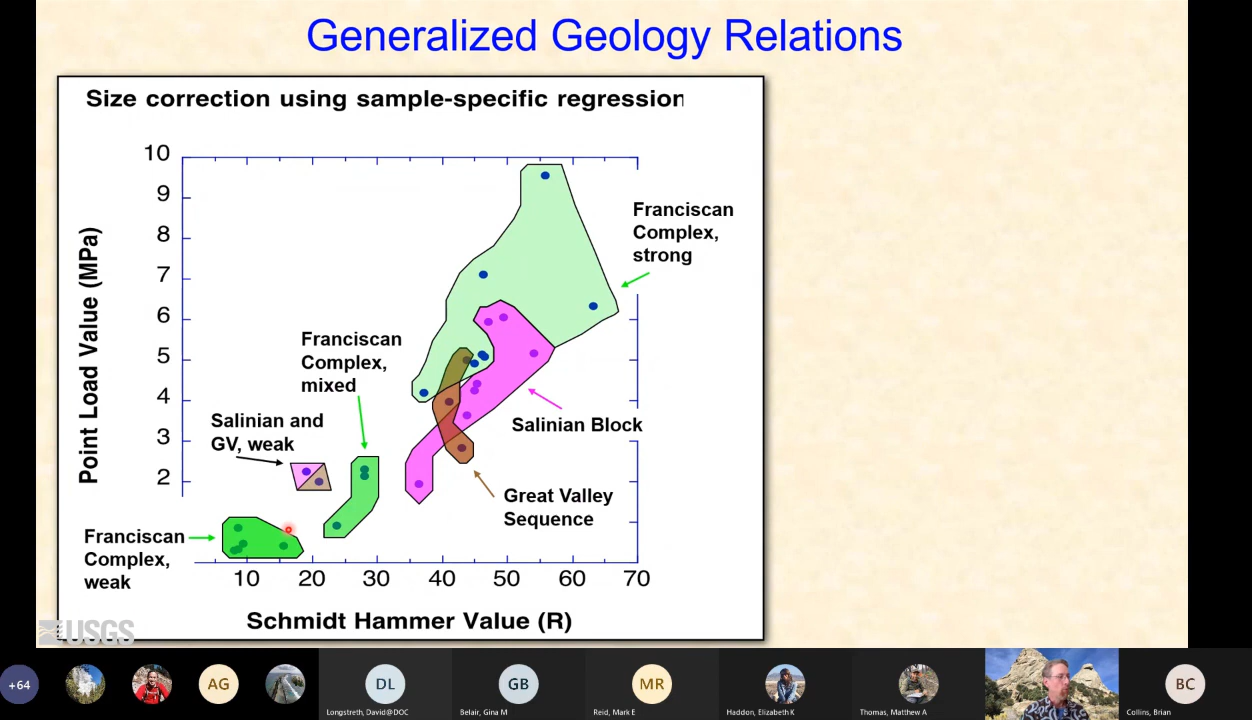 Generalized Geology Relations
Size correction using sample-specific regression
10
9
8
7
6
5
4
3
2
Point Load Value (MPa)
Franciscan
Complex,
strong
Franciscan
Complex,
mixed
Salinian and
GV, weak
Salinian Block
Great Valley
Sequence
Franciscan
Complex,
weak
10 20 30 40 50 60 70
Schmidt Hammer Value (R)
USGS
+64
AG
DL
GB
MR
BC
Longstreth, David@DOC
Belair, Gina M
Reid, Mark E
Haddon, Elizabeth K
Thomas, Matthew A
Collins, Brian